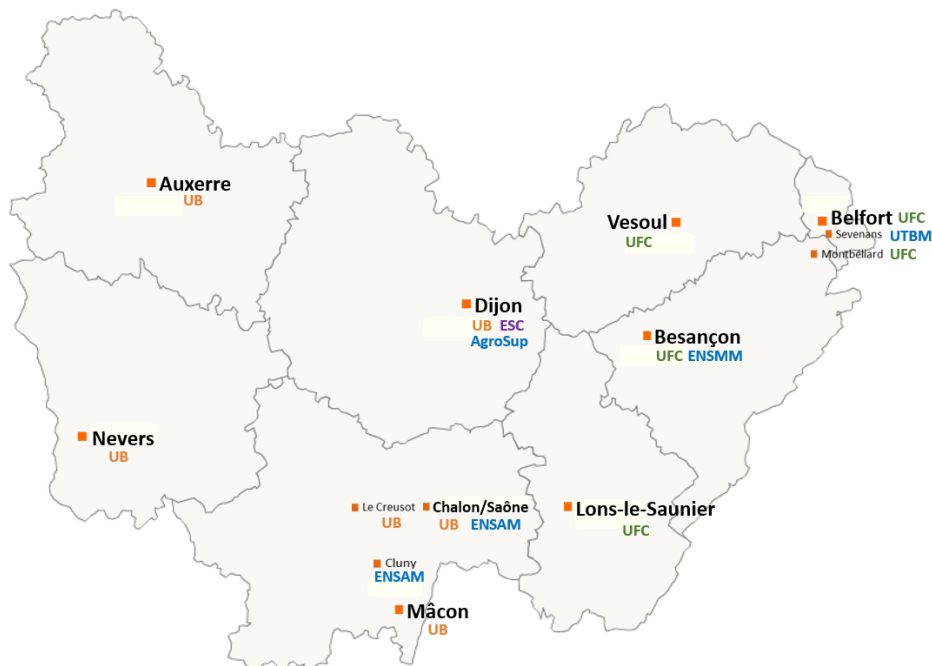 Auxerre
UB
Vesoul
UFC
Belfort UFC
Sevenans UTBM
Montbéliard UFC
Dijon
UB ESC
AgroSup
Besançon
UFC ENSMM
Nevers
UB
Le Creusot
UB
Chalon/Saône
UB ENSAM
Lons-le-Saunier
UFC
Cluny
ENSAM
Mâcon
UB